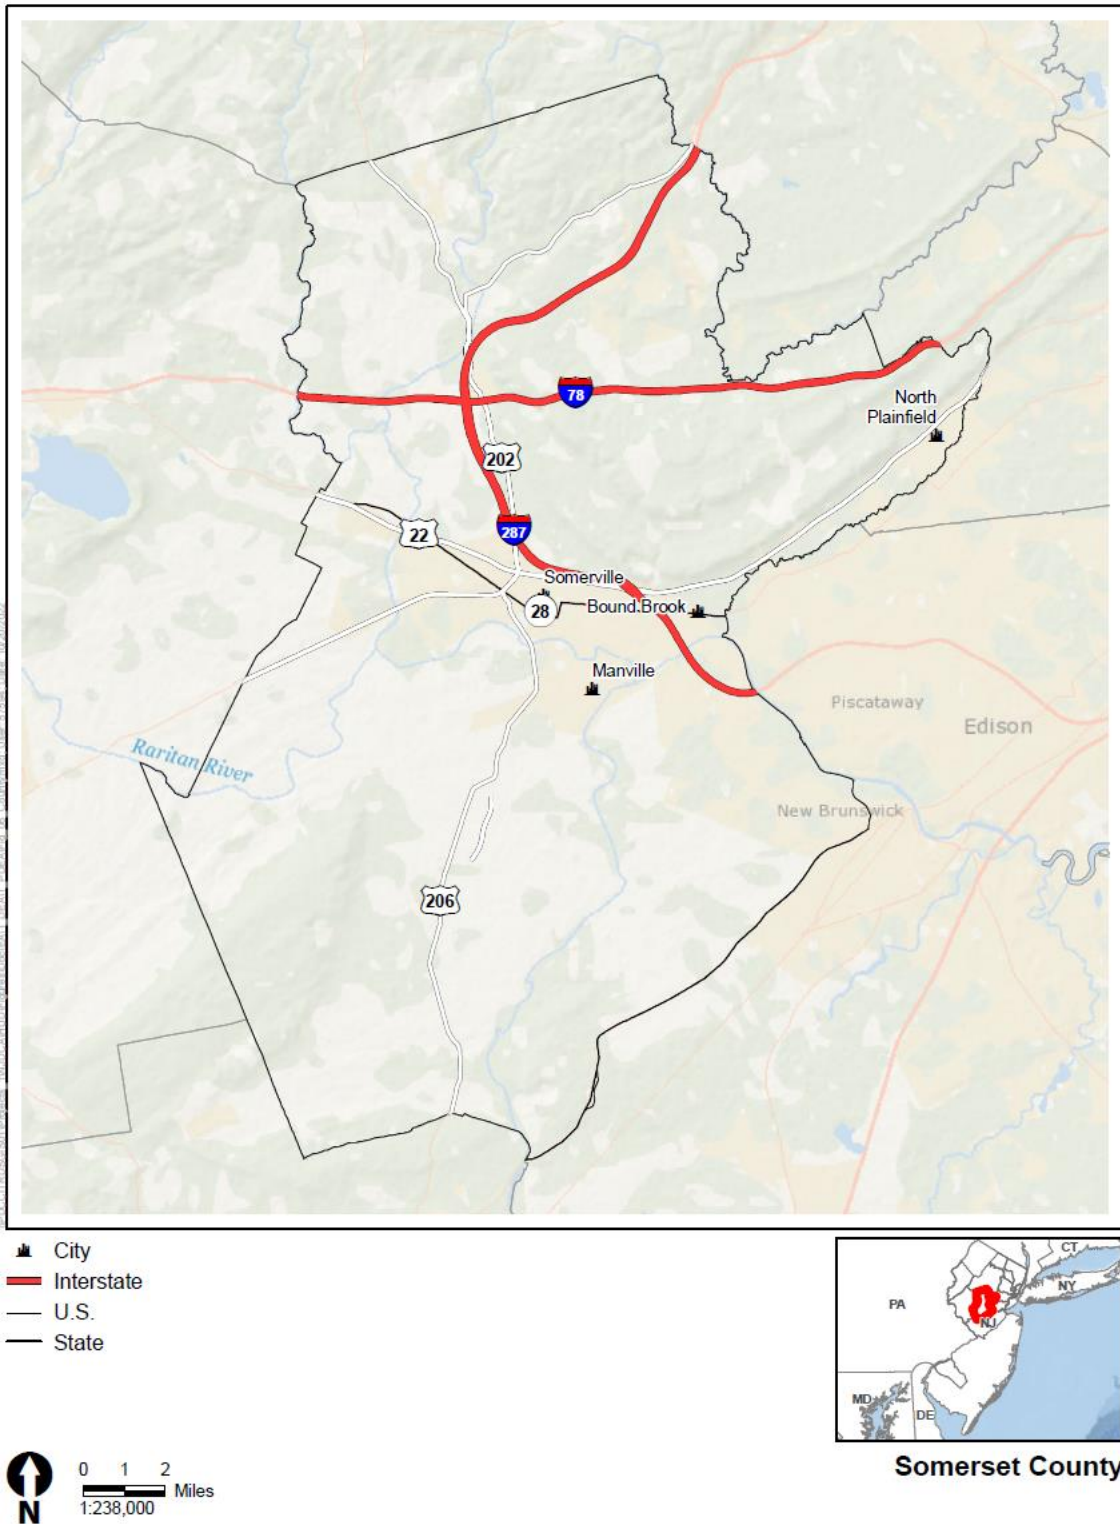 North
Plainfield
78
202
22
287
Somerville
28
Bound Brook
Manville
Piscataway
Edison
Raritan River
New Brunswick
206
City
Interstate
U.S.
State
CT
NY
PA
NJ
MD
DE
Somerset County
0 1 2
Miles
1:238,000
N